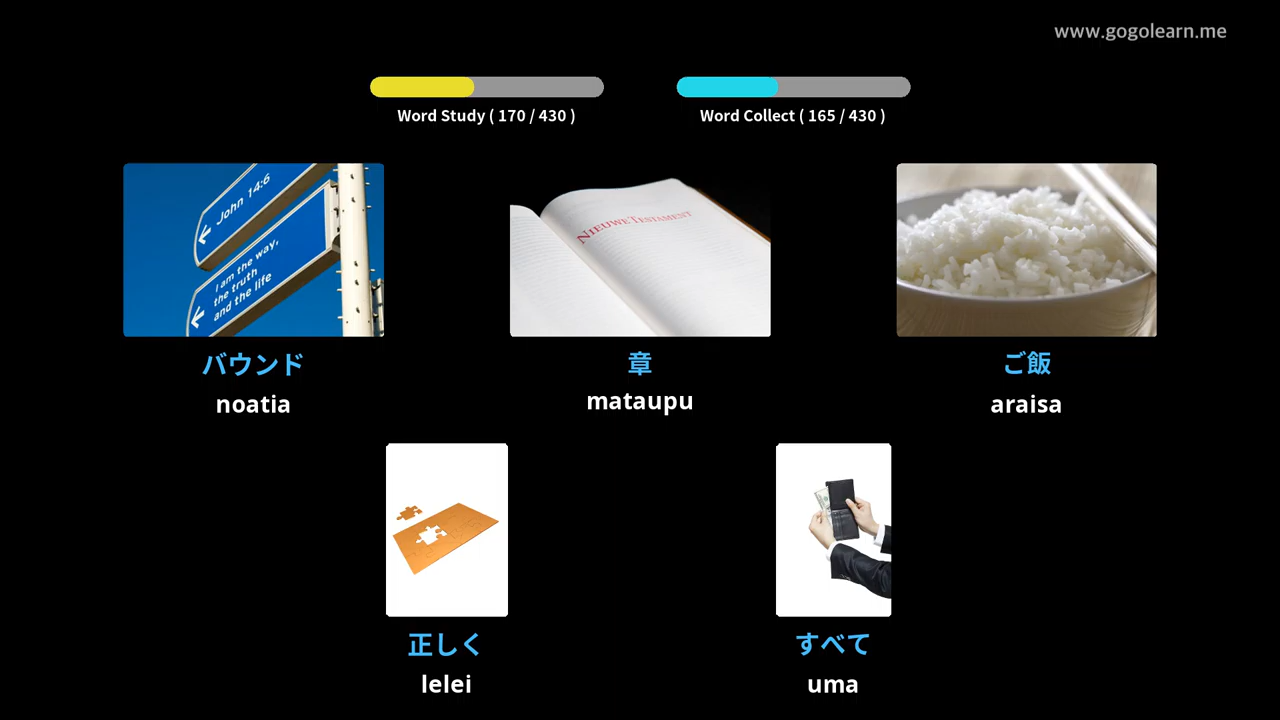 www.gogolearn.me
Word Study ( 170 / 430 )
Word Collect ( 165 / 430 )
John 14:6
I am the way,
the truth
and the life
NIEUWE TESTAMENT
バウンド
noatia
章
mataupu
ご飯
araisa
正しく
lelei
すべて
uma